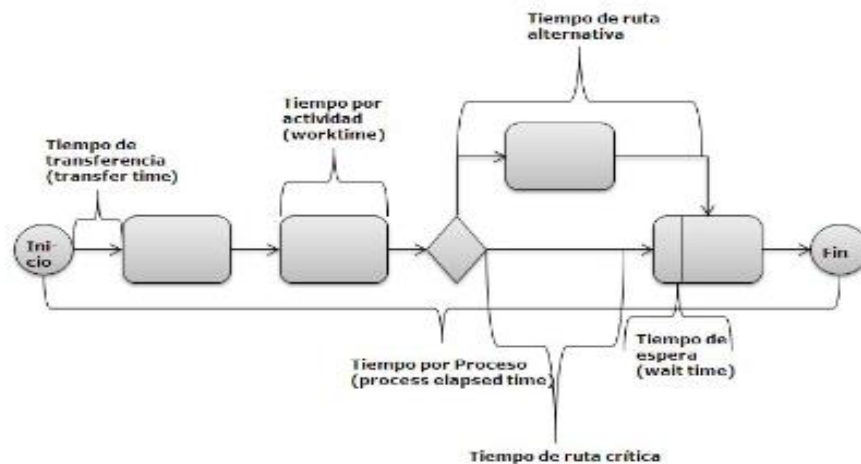 Tiempo de ruta
alternativa
Tiempo por
actividad
(worktime)
Tiempo de
transferencia
(transfer time)
Ini-
cio
Fin
Tiempo por Proceso
(process elapsed time)
Tiempo de
espera
(wait time)
Tiempo de ruta crítica